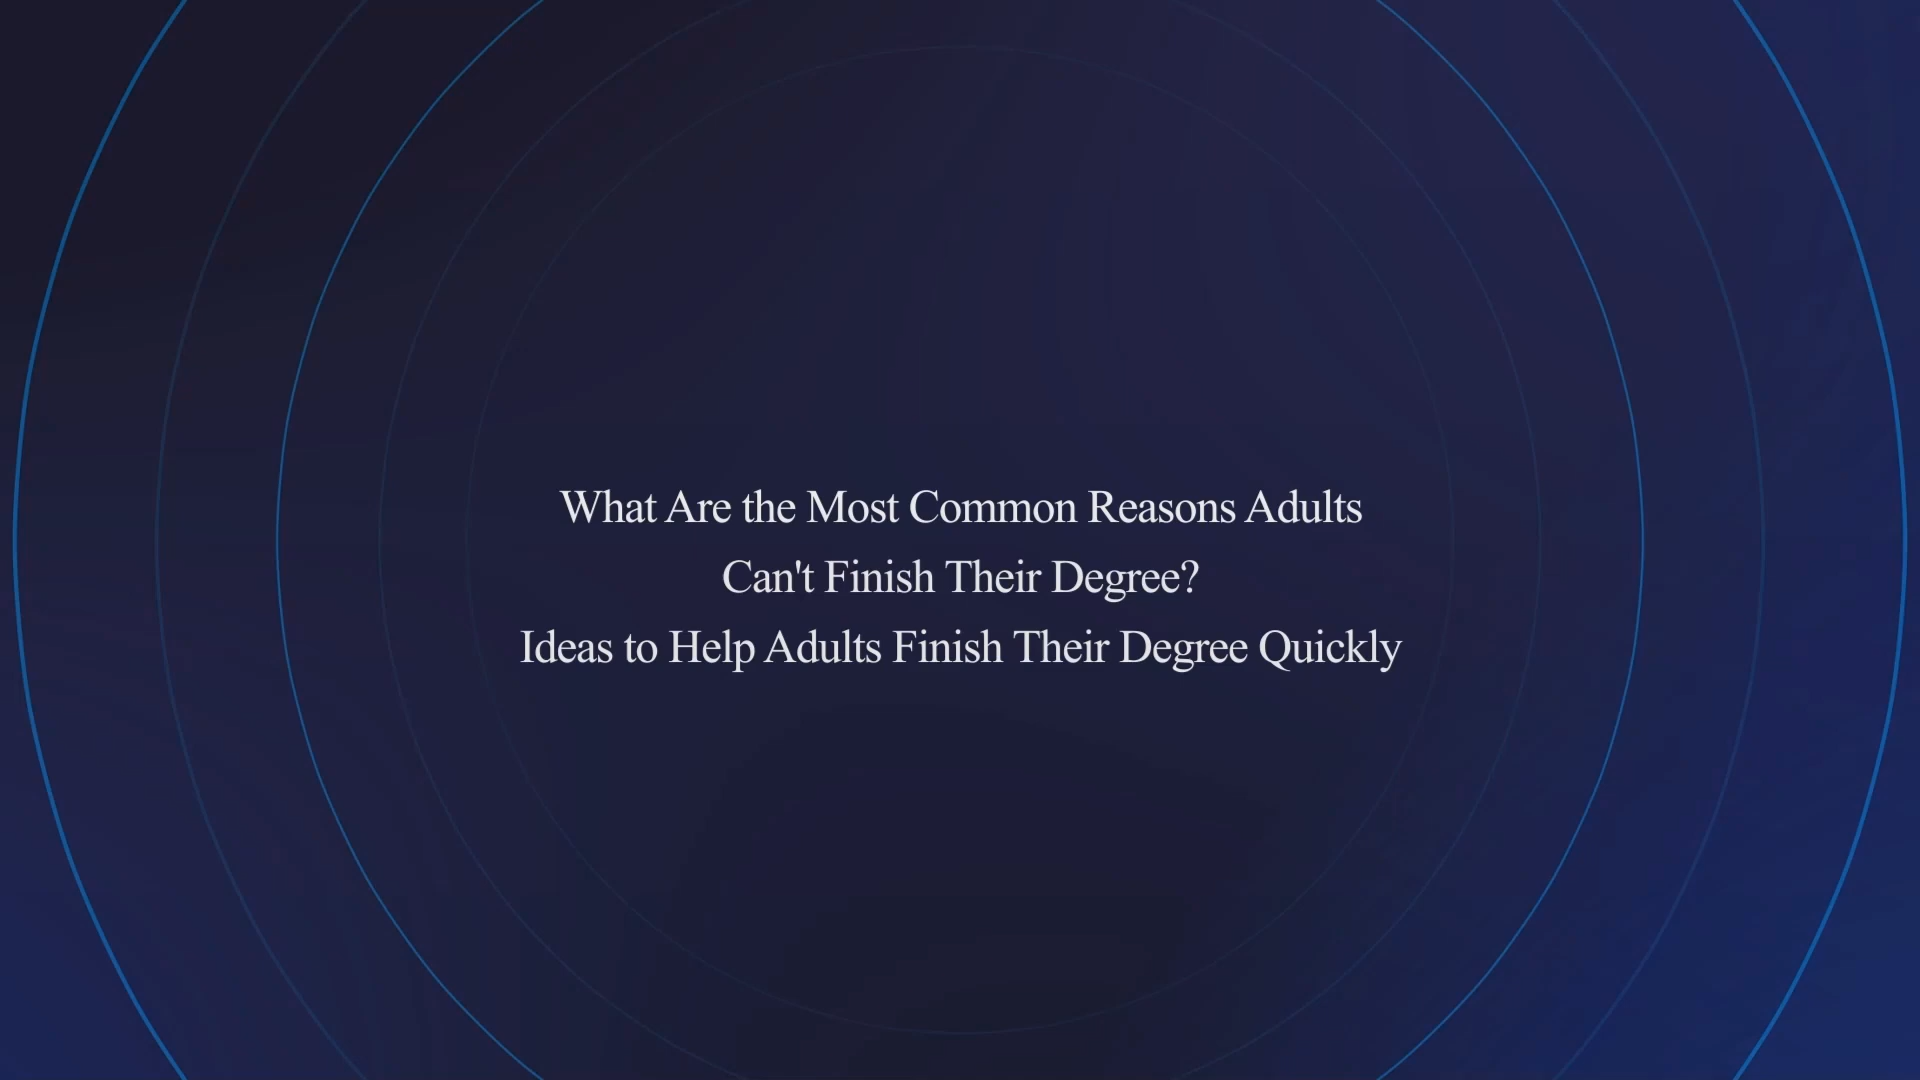 What Are the Most Common Reasons Adults
Can't Finish Their Degree?
Ideas to Help Adults Finish Their Degree Quickly